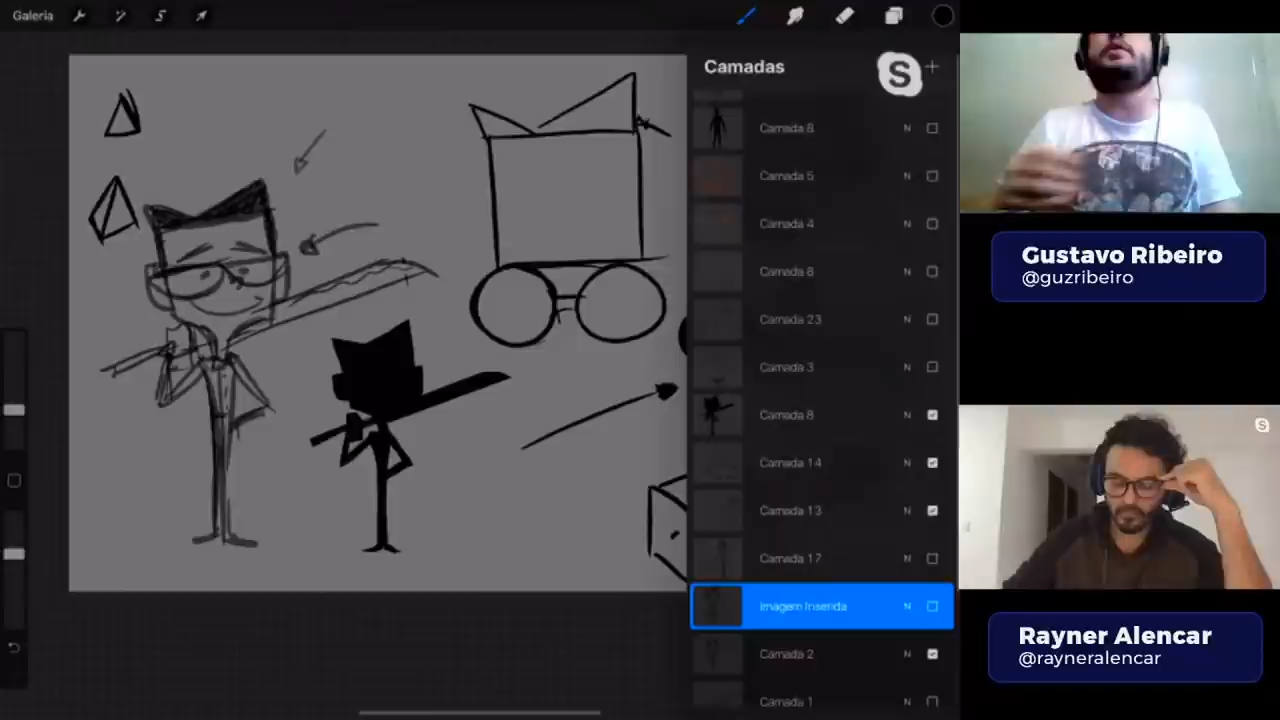 Galeria
Camadas
S
Camada 8 N
Camada 5 N
Camada 4 N
Camada 8 N
Camada 23 N
Camada 3 N
Camada 8 N
Camada 14 N
Camada 13 N
Camada 17 N
Imagem Inserida N
Camada 2 N
Camada 1 N
Gustavo Ribeiro
@guzribeiro
S
Rayner Alencar
@rayneralencar